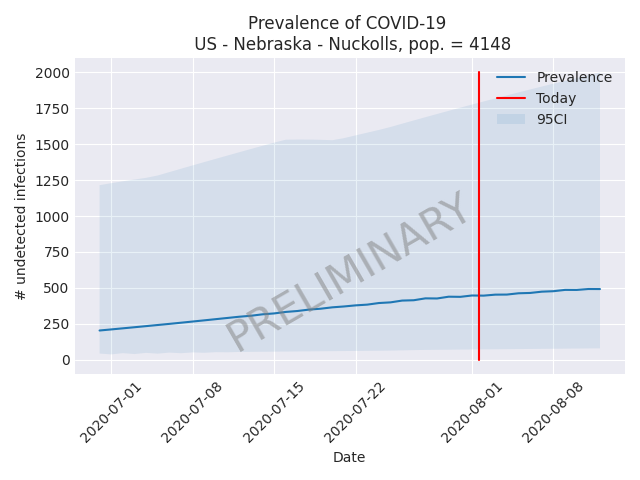 Prevalence of COVID-19
US - Nebraska - Nuckolls, pop. = 4148
2000
1750
1500
1250
1000
750
500
250
0
# undetected infections
Prevalence
Today
95CI
PRELIMINARY
2020-07-01
2020-07-08
2020-07-15
2020-07-22
2020-08-01
2020-08-08
Date